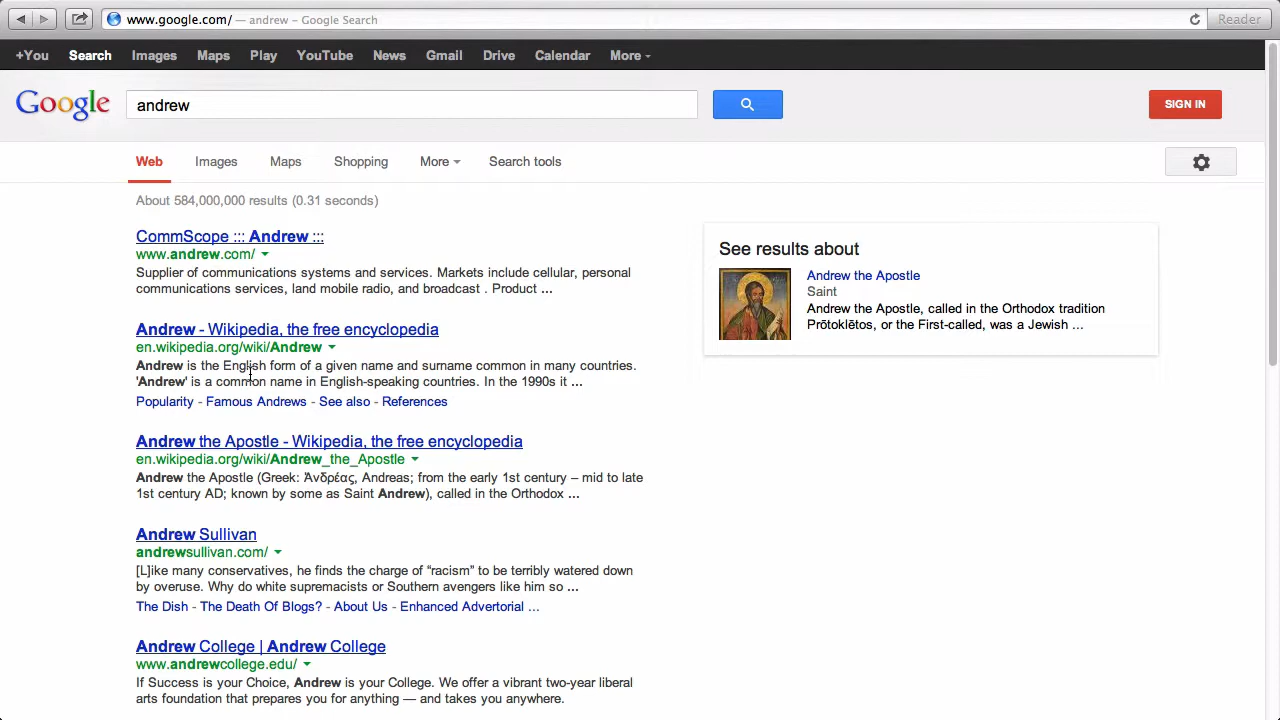 www.google.com/ — andrew – Google Search
Reader
+You Search Images Maps Play YouTube News Gmail Drive Calendar More
Google
andrew
SIGN IN
Web Images Maps Shopping More Search tools
About 584,000,000 results (0.31 seconds)
CommScope ::: Andrew :::
www.andrew.com/
Supplier of communications systems and services. Markets include cellular, personal
communications services, land mobile radio, and broadcast . Product ...
Andrew - Wikipedia, the free encyclopedia
en.wikipedia.org/wiki/Andrew
Andrew is the English form of a given name and surname common in many countries.
'Andrew' is a common name in English-speaking countries. In the 1990s it ...
Popularity - Famous Andrews - See also - References
Andrew the Apostle - Wikipedia, the free encyclopedia
en.wikipedia.org/wiki/Andrew_the_Apostle
Andrew the Apostle (Greek: Ἀνδρέας, Andreas; from the early 1st century – mid to late
1st century AD; known by some as Saint Andrew), called in the Orthodox ...
Andrew Sullivan
andrewsullivan.com/
[L]ike many conservatives, he finds the charge of “racism” to be terribly watered down
by overuse. Why do white supremacists or Southern avengers like him so ...
The Dish - The Death Of Blogs? - About Us - Enhanced Advertorial ...
Andrew College | Andrew College
www.andrewcollege.edu/
If Success is your Choice, Andrew is your College. We offer a vibrant two-year liberal
arts foundation that prepares you for anything — and takes you anywhere.
See results about
Andrew the Apostle
Saint
Andrew the Apostle, called in the Orthodox tradition
Prōtoklētos, or the First-called, was a Jewish ...